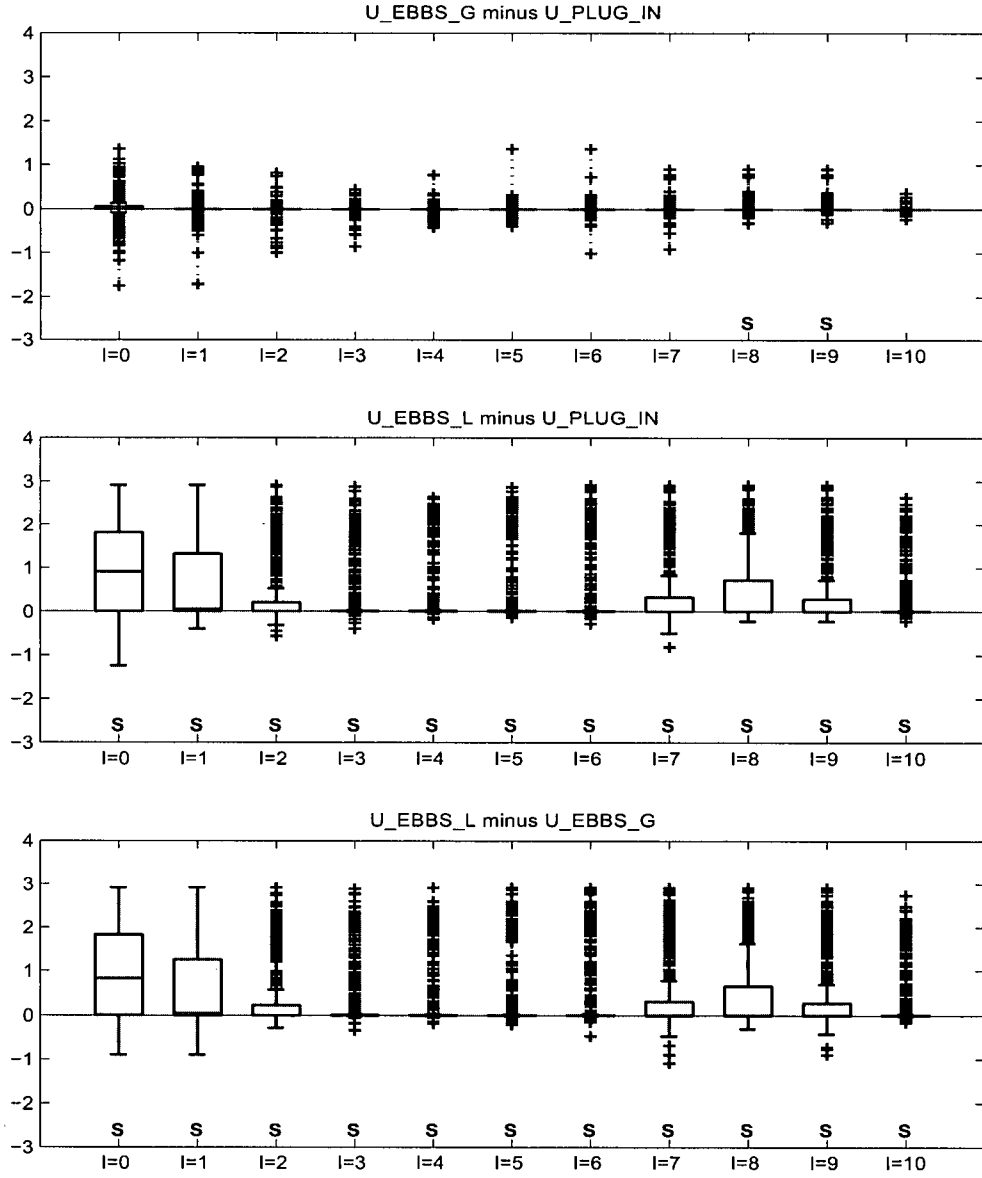 U_EBBS_G minus U_PLUG_IN
4
3
2
1
0
−1
−2
−3
S S
I=0 I=1 I=2 I=3 I=4 I=5 I=6 I=7 I=8 I=9 I=10
U_EBBS_L minus U_PLUG_IN
4
3
2
1
0
−1
−2
−3
S S S S S S S S S S S
I=0 I=1 I=2 I=3 I=4 I=5 I=6 I=7 I=8 I=9 I=10
U_EBBS_L minus U_EBBS_G
4
3
2
1
0
−1
−2
−3
S S S S S S S S S S S
I=0 I=1 I=2 I=3 I=4 I=5 I=6 I=7 I=8 I=9 I=10